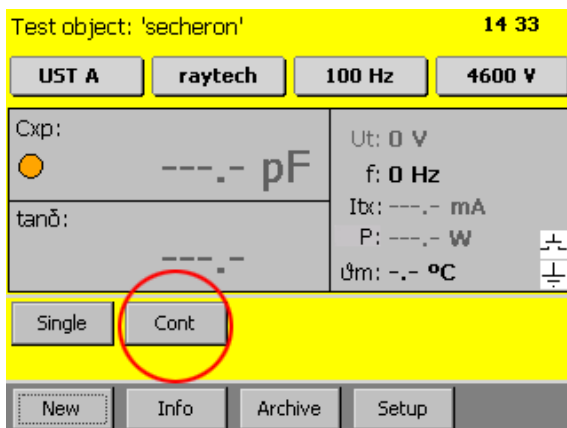 Test object: 'secheron' 14 33
UST A raytech 100 Hz 4600 V
Cxp:
---.- pF
tanδ:
---.-
Ut: 0 V
f: 0 Hz
Itx: ---.- mA
P: ---.- W
ϑm: -.- ºC
Single Cont
New Info Archive Setup